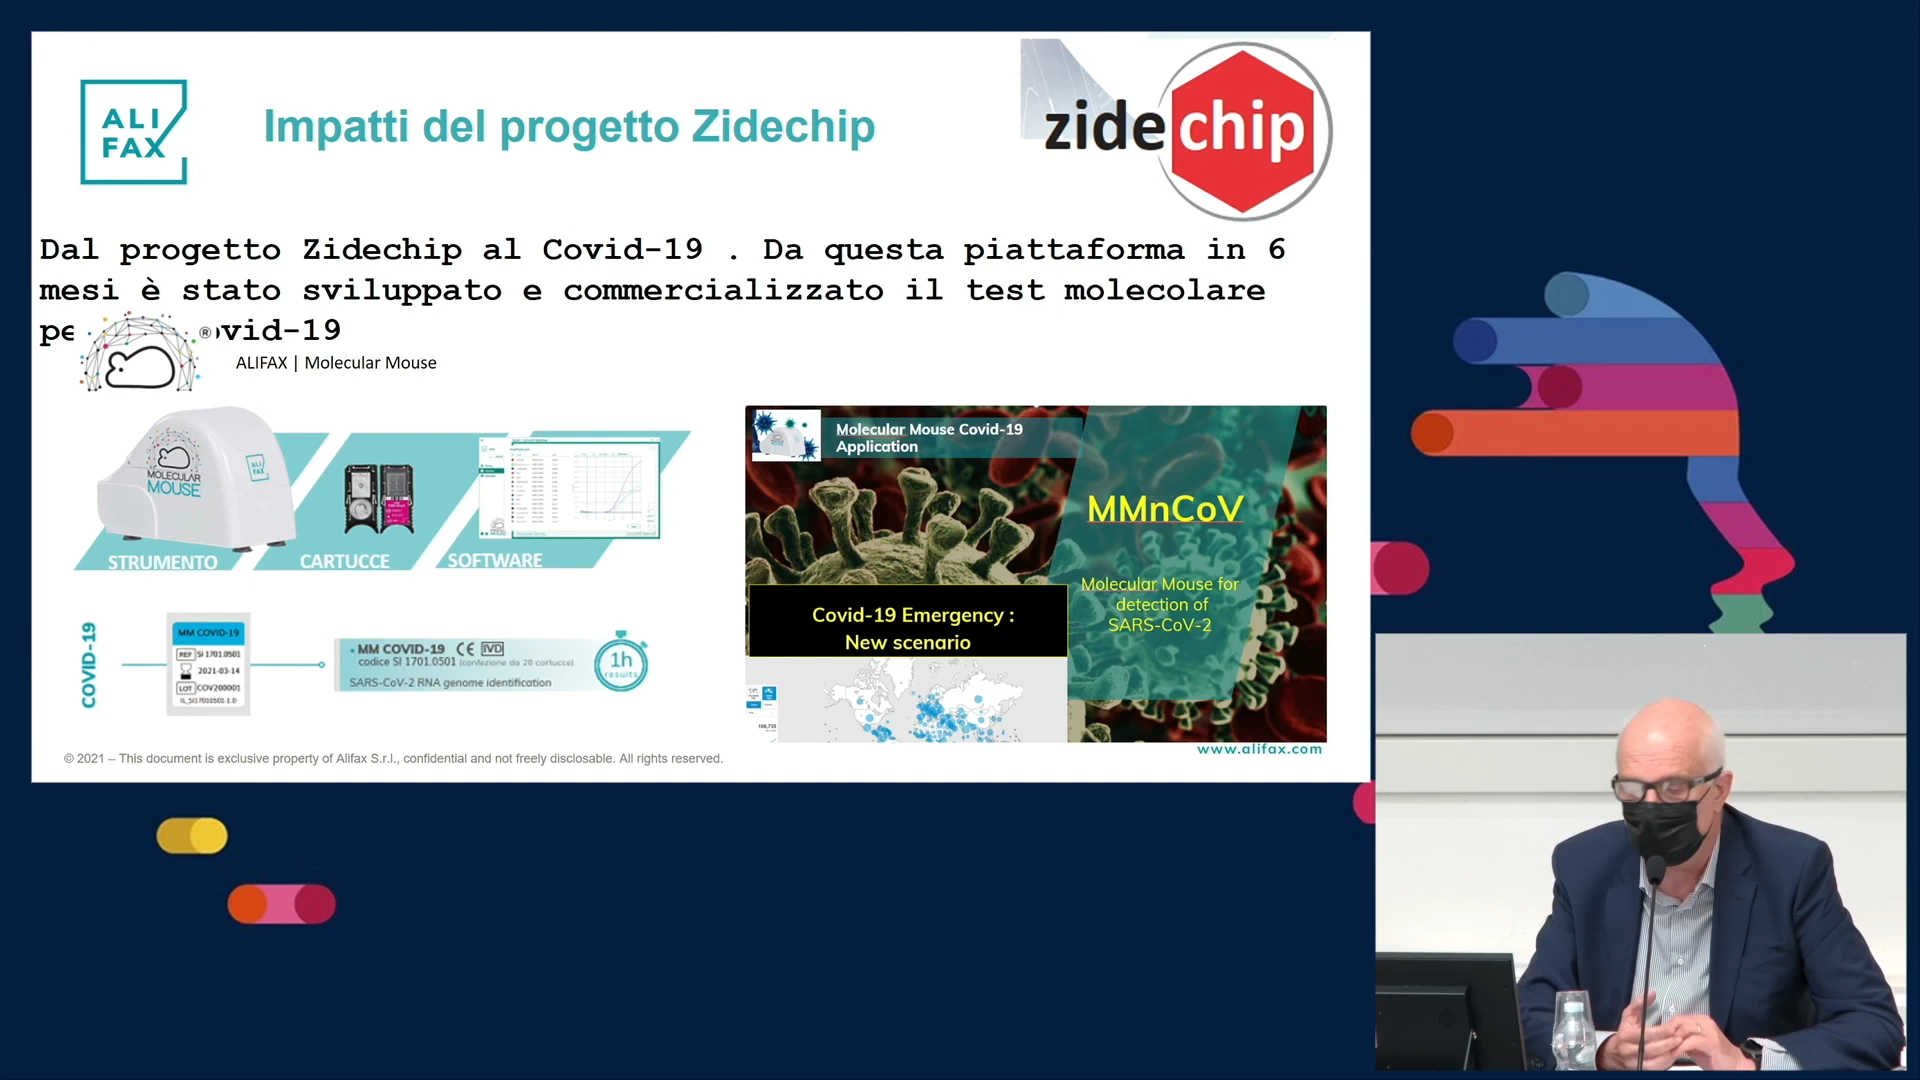 ALI
FAX
Impatti del progetto Zidechip
zidechip
Dal progetto Zidechip al Covid-19 . Da questa piattaforma in 6
mesi è stato sviluppato e commercializzato il test molecolare
pe ovid-19
®
ALIFAX | Molecular Mouse
MOLECULAR
MOUSE
ALI
FAX
STRUMENTO
CARTUCCE
SOFTWARE
COVID-19
MM COVID-19
REF SI 1701.0501
2021-03-14
LOT COV200001
• MM COVID-19 CE IVD
codice SI 1701.0501 (confezione da 20 cartucce)
SARS-CoV-2 RNA genome identification
1h
results
Molecular Mouse Covid-19
Application
MMnCoV
Molecular Mouse for
detection of
SARS-CoV-2
Covid-19 Emergency :
New scenario
© 2021 – This document is exclusive property of Alifax S.r.l., confidential and not freely disclosable. All rights reserved.
www.alifax.com